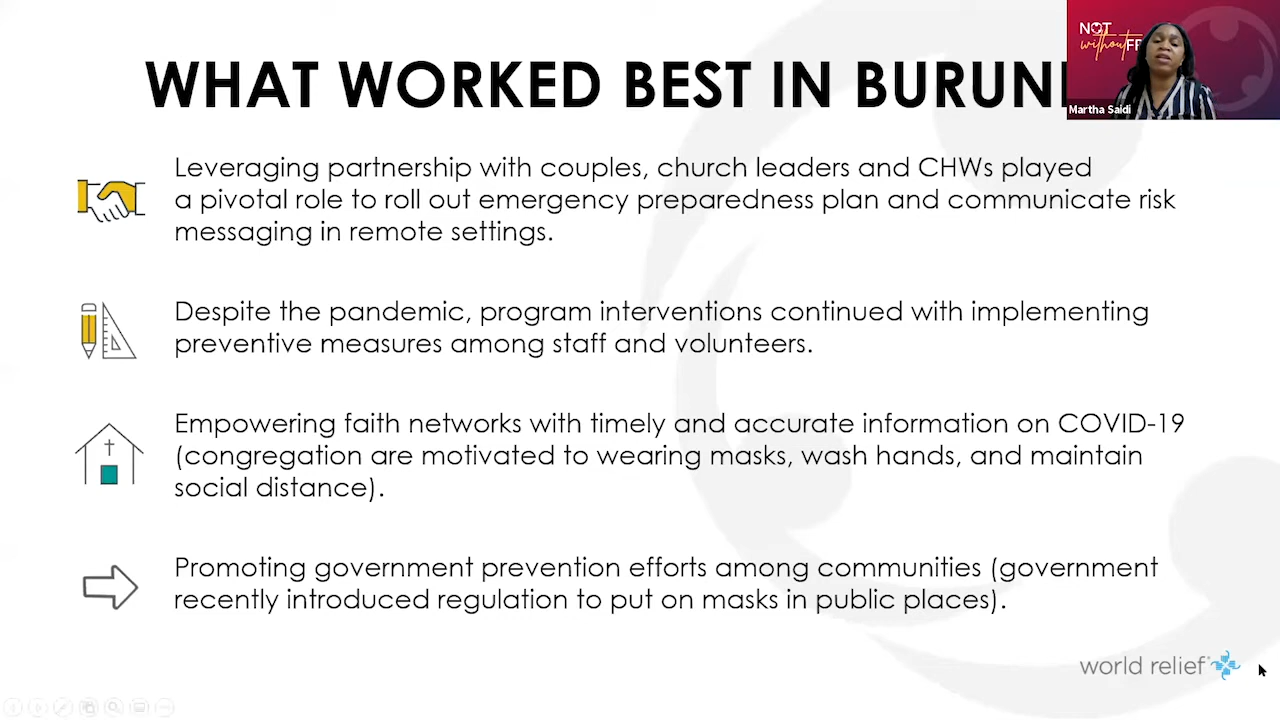 WHAT WORKED BEST IN BURUN
NOT
without FE
Martha Saidi
Leveraging partnership with couples, church leaders and CHWs played
a pivotal role to roll out emergency preparedness plan and communicate risk
messaging in remote settings.
Despite the pandemic, program interventions continued with implementing
preventive measures among staff and volunteers.
Empowering faith networks with timely and accurate information on COVID-19
(congregation are motivated to wearing masks, wash hands, and maintain
social distance).
Promoting government prevention efforts among communities (government
recently introduced regulation to put on masks in public places).
world relief